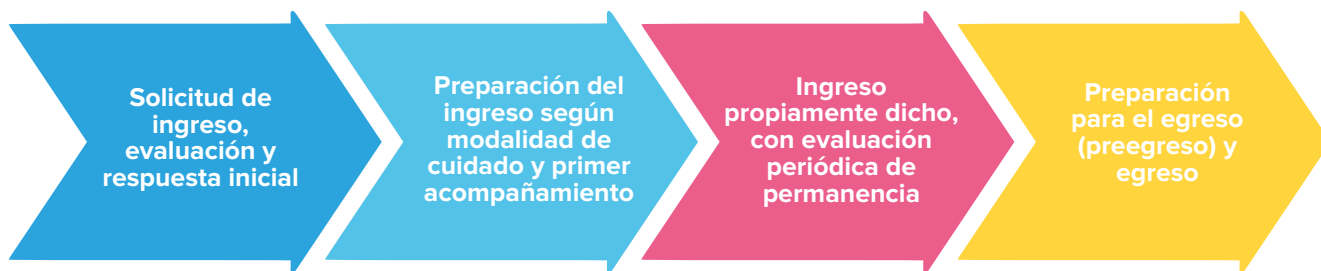 Solicitud de
ingreso,
evaluación y
respuesta inicial
Preparación del
ingreso según
modalidad de
cuidado y primer
acompañamiento
Ingreso
propiamente dicho,
con evaluación
periódica de
permanencia
Preparación
para el egreso
(preegreso) y
egreso